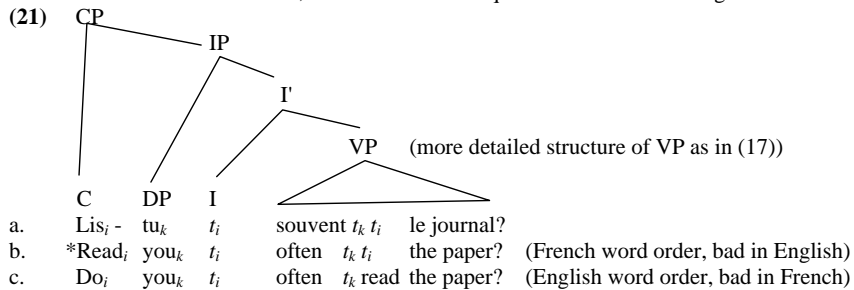 (21) CP
IP
I'
VP (more detailed structure of VP as in (17))
C DP I
a. Lisᵢ - tuₖ tᵢ souvent tₖ tᵢ le journal?
b. *Readᵢ youₖ tᵢ often tₖ tᵢ the paper? (French word order, bad in English)
c. Doᵢ youₖ tᵢ often tₖ read the paper? (English word order, bad in French)